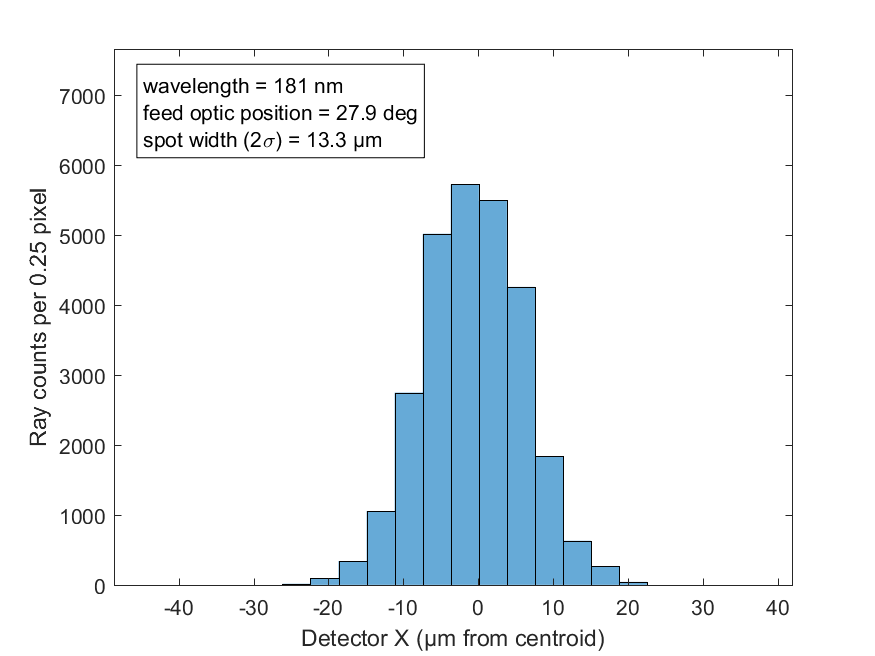 wavelength = 181 nm
feed optic position = 27.9 deg
spot width (2σ) = 13.3 µm
7000
6000
5000
4000
3000
2000
1000
0
Ray counts per 0.25 pixel
-40 -30 -20 -10 0 10 20 30 40
Detector X (µm from centroid)